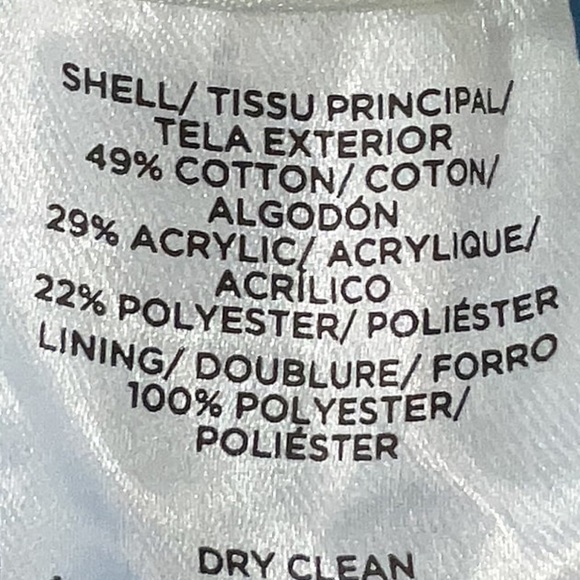 SHELL/ TISSU PRINCIPAL/
TELA EXTERIOR
49% COTTON/ COTON/
ALGODÓN
29% ACRYLIC/ ACRYLIQUE/
ACRÍLICO
22% POLYESTER/ POLIÉSTER
LINING/ DOUBLURE/ FORRO
100% POLYESTER/
POLIÉSTER
DRY CLEAN